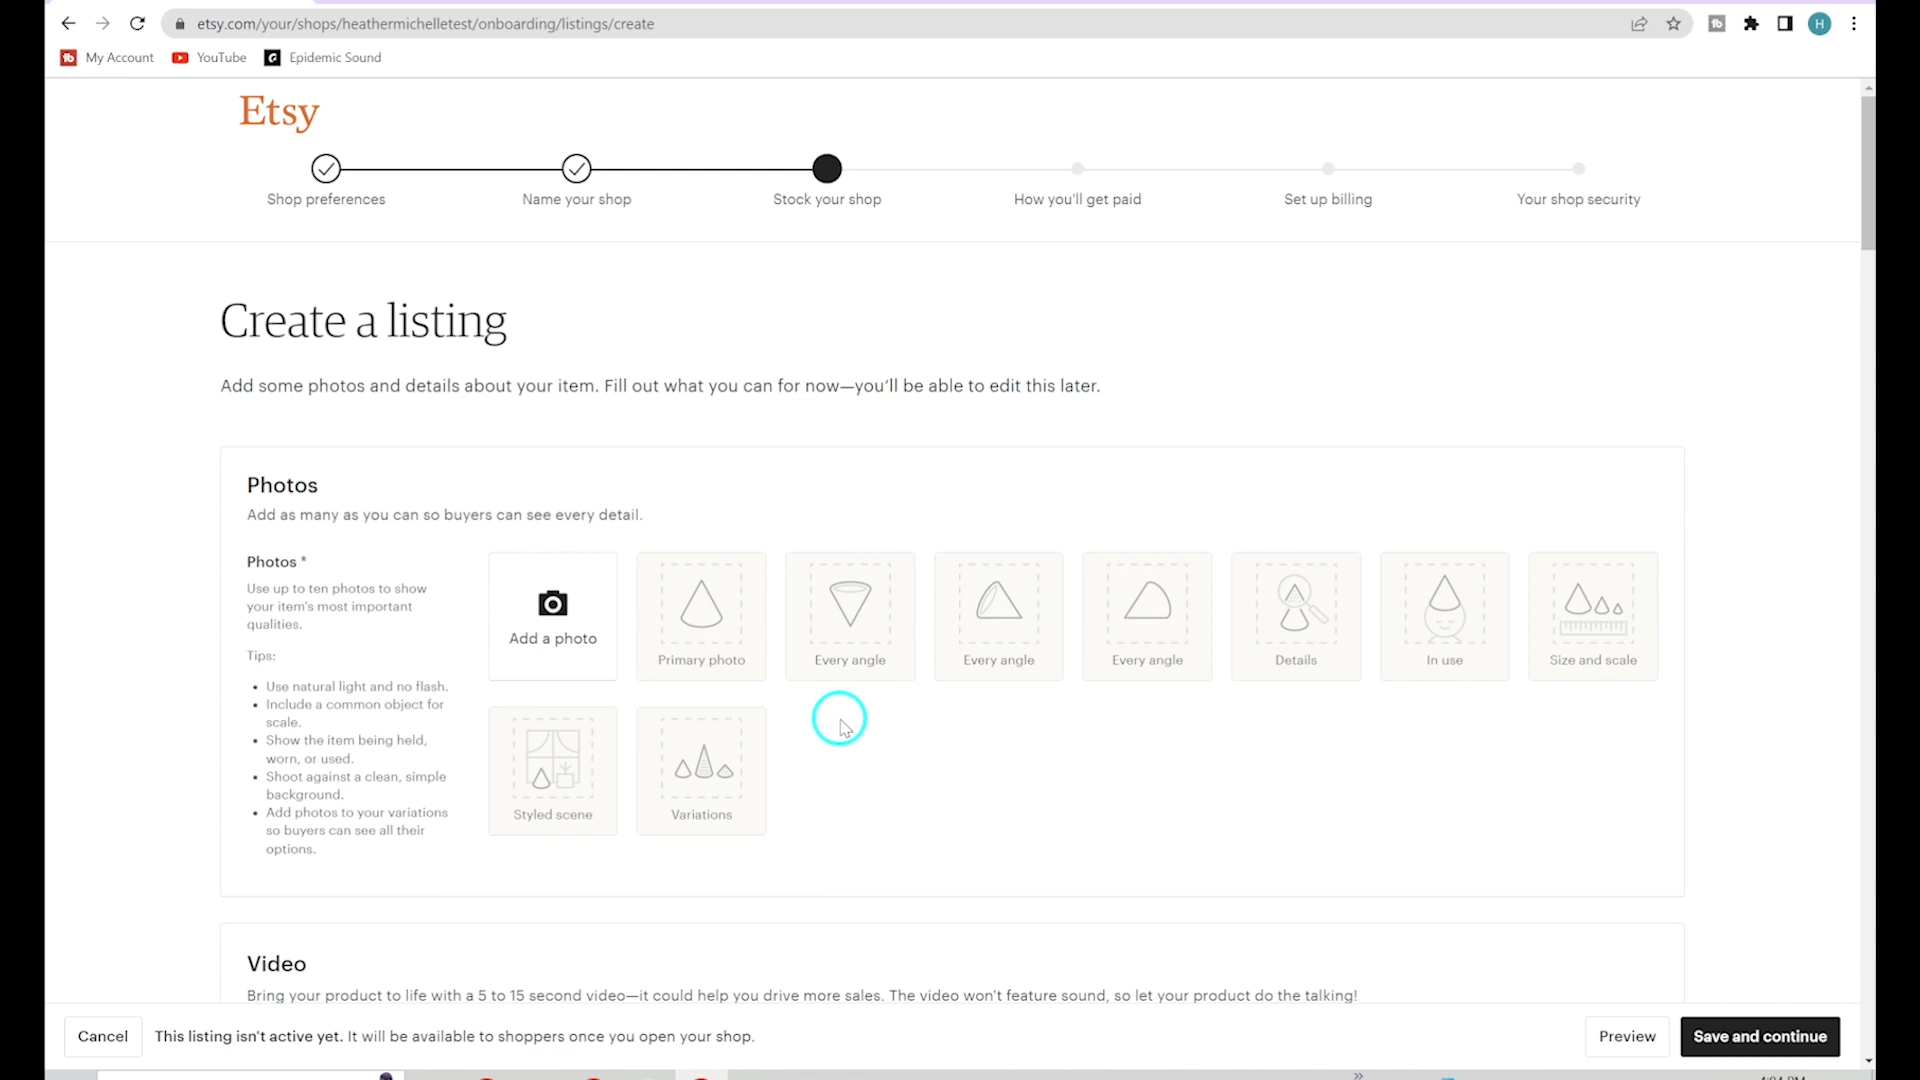 etsy.com/your/shops/heathermichelletest/onboarding/listings/create
H
My Account YouTube Epidemic Sound
Etsy
Shop preferences Name your shop Stock your shop How you'll get paid Set up billing Your shop security
Create a listing
Add some photos and details about your item. Fill out what you can for now—you'll be able to edit this later.
Photos
Add as many as you can so buyers can see every detail.
Photos *
Use up to ten photos to show
your item's most important
qualities.
Tips:
• Use natural light and no flash.
• Include a common object for
scale.
• Show the item being held,
worn, or used.
• Shoot against a clean, simple
background.
• Add photos to your variations
so buyers can see all their
options.
Add a photo
Primary photo
Every angle
Every angle
Every angle
Details
In use
Size and scale
Styled scene
Variations
Video
Bring your product to life with a 5 to 15 second video—it could help you drive more sales. The video won't feature sound, so let your product do the talking!
Cancel This listing isn't active yet. It will be available to shoppers once you open your shop. Preview Save and continue